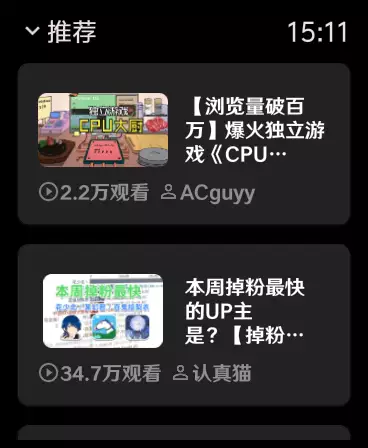 推荐
15:11
独立游戏
CPU大厨
【浏览量破百
万】爆火独立游
戏《CPU…
2.2万观看
ACguyy
本周掉粉最快
本周掉粉最快
的UP主
是？【掉粉…
34.7万观看
认真猫